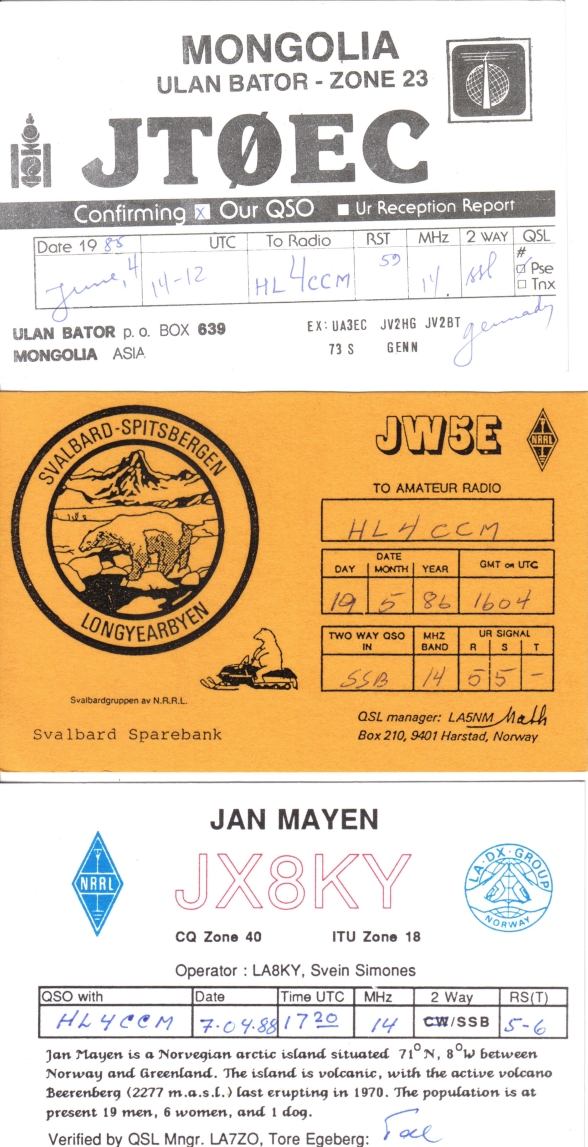 MONGOLIA
ULAN BATOR - ZONE 23
JTØEC
Confirming x Our QSO Ur Reception Report
Date 19 88 UTC To Radio RST MHz 2 WAY QSL
#
June, 4 14-12 HL4CCM 59 14. ssb Pse
Tnx
ULAN BATOR p. o. BOX 639
MONGOLIA ASIA
EX: UA3EC JV2HG JV2BT
73 S GENN
gennady
SVALBARD-SPITSBERGEN
LONGYEARBYEN
JW5E
NRRL
TO AMATEUR RADIO
HL4CCM
DATE
DAY MONTH YEAR GMT OR UTC
19 5 86 1604
TWO WAY QSO IN MHZ BAND UR SIGNAL
R S T
SSB 14 5 5 -
Svalbardgruppen av N.R.R.L.
Svalbard Sparebank
QSL manager: LA5NM Math
Box 210, 9401 Harstad, Norway
JAN MAYEN
NRRL
JX8KY
LA·DX·GROUP
NORWAY
CQ Zone 40 ITU Zone 18
Operator : LA8KY, Svein Simones
QSO with Date Time UTC MHz 2 Way RS(T)
HL4CCM 7.04.88 1720 14 CW/SSB 5-6
Jan Mayen is a Norvegian arctic island situated 71°N, 8°W between
Norway and Greenland. The island is volcanic, with the active volcano
Beerenberg (2277 m.a.s.l.) last erupting in 1970. The population is at
present 19 men, 6 women, and 1 dog.
Verified by QSL Mngr. LA7ZO, Tore Egeberg: